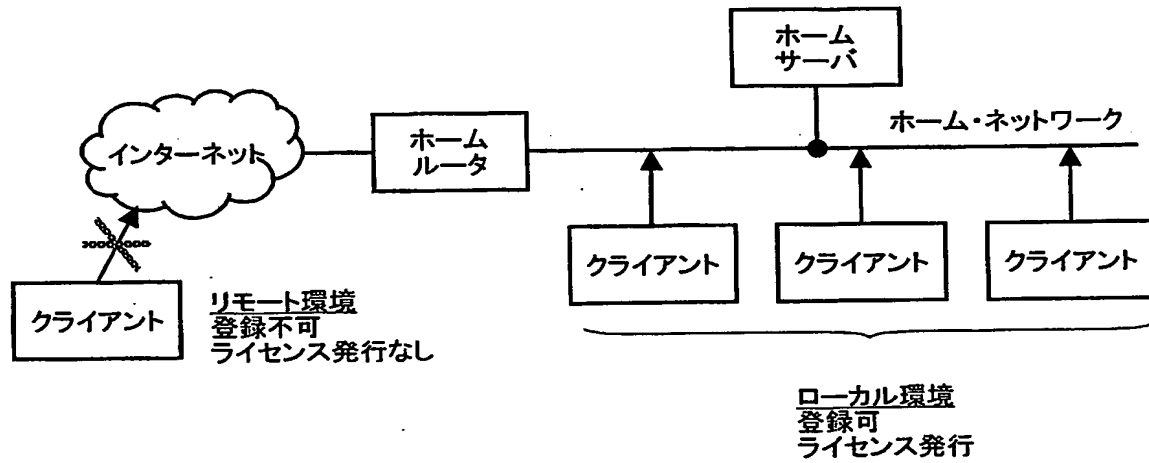 ホーム
サーバ
ホーム・ネットワーク
インターネット
ホーム
ルータ
クライアント
クライアント
クライアント
クライアント
リモート環境
登録不可
ライセンス発行なし
ローカル環境
登録可
ライセンス発行